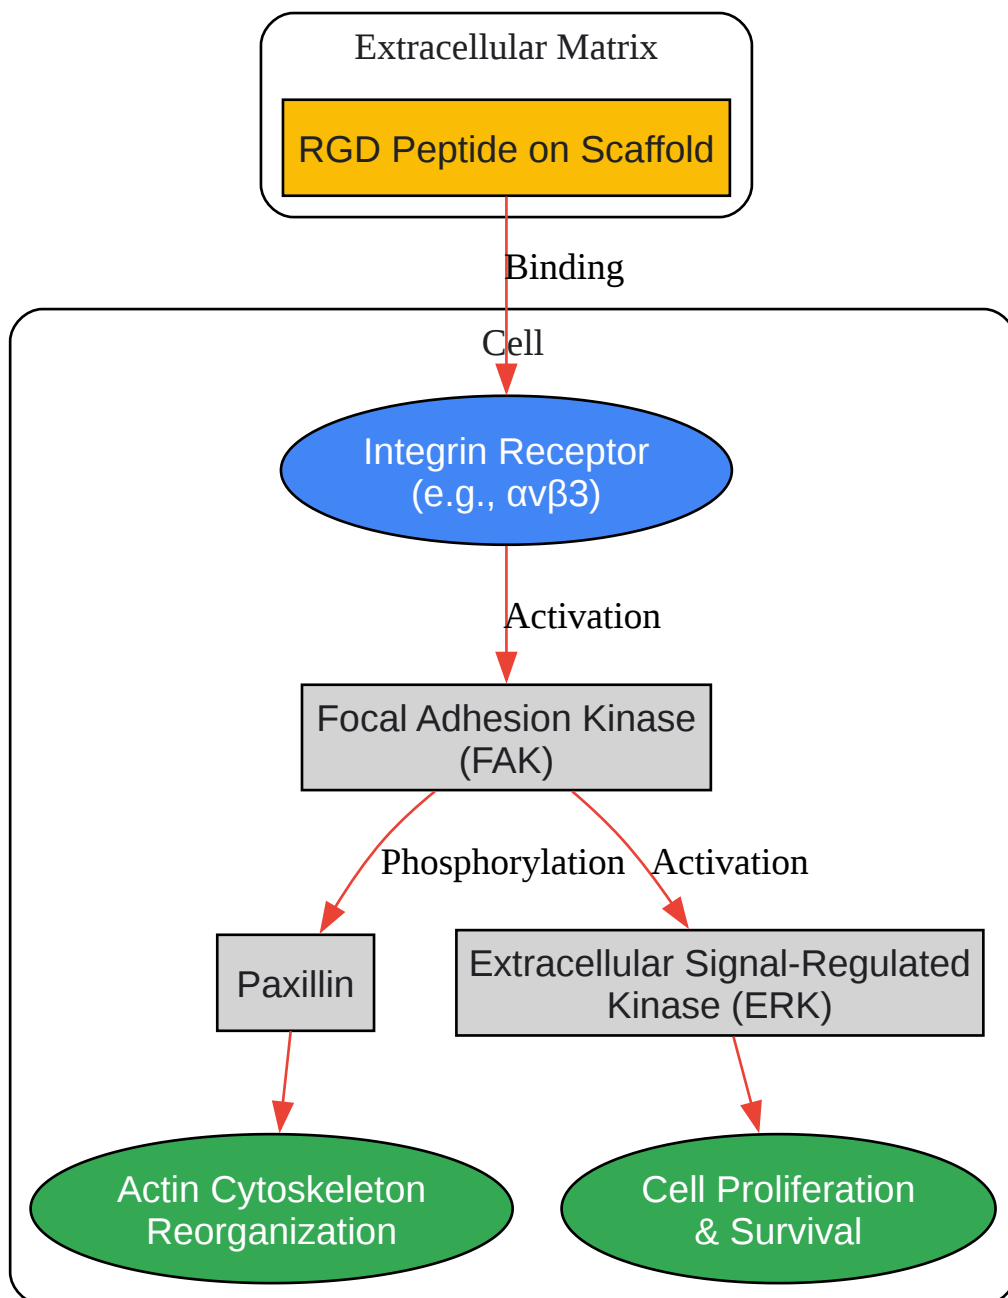 Extracellular Matrix
RGD Peptide on Scaffold
Binding
Cell
Integrin Receptor
(e.g., αvβ3)
Activation
Focal Adhesion Kinase
(FAK)
Phosphorylation
Activation
Paxillin
Extracellular Signal-Regulated
Kinase (ERK)
Actin Cytoskeleton
Reorganization
Cell Proliferation
& Survival